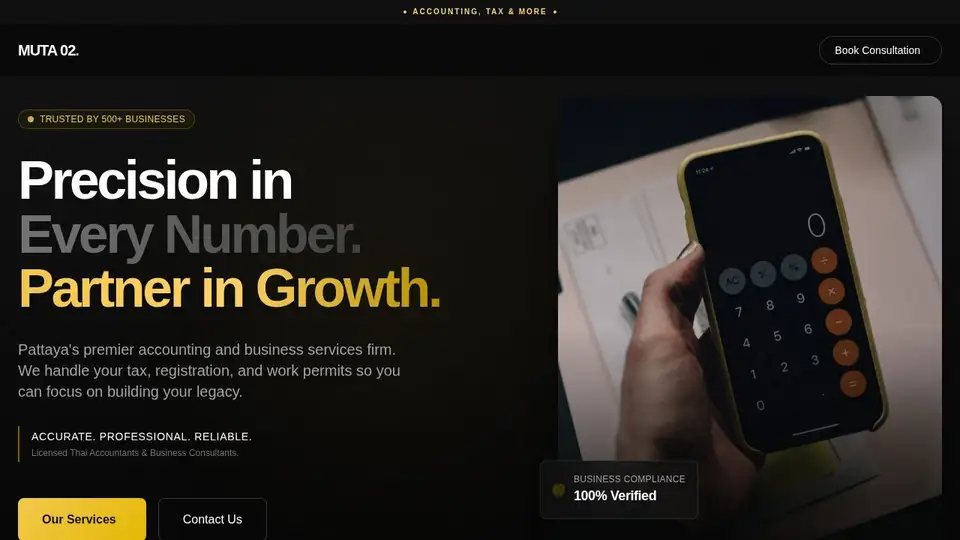 • ACCOUNTING, TAX & MORE •
MUTA 02.
Book Consultation
TRUSTED BY 500+ BUSINESSES
Precision in
Every Number.
Partner in Growth.
Pattaya's premier accounting and business services firm.
We handle your tax, registration, and work permits so you
can focus on building your legacy.
ACCURATE. PROFESSIONAL. RELIABLE.
Licensed Thai Accountants & Business Consultants.
Our Services
Contact Us
0
AC
% ÷
7 8 9 ×
4 5 6 −
1 2 3 +
0 . =
BUSINESS COMPLIANCE
100% Verified